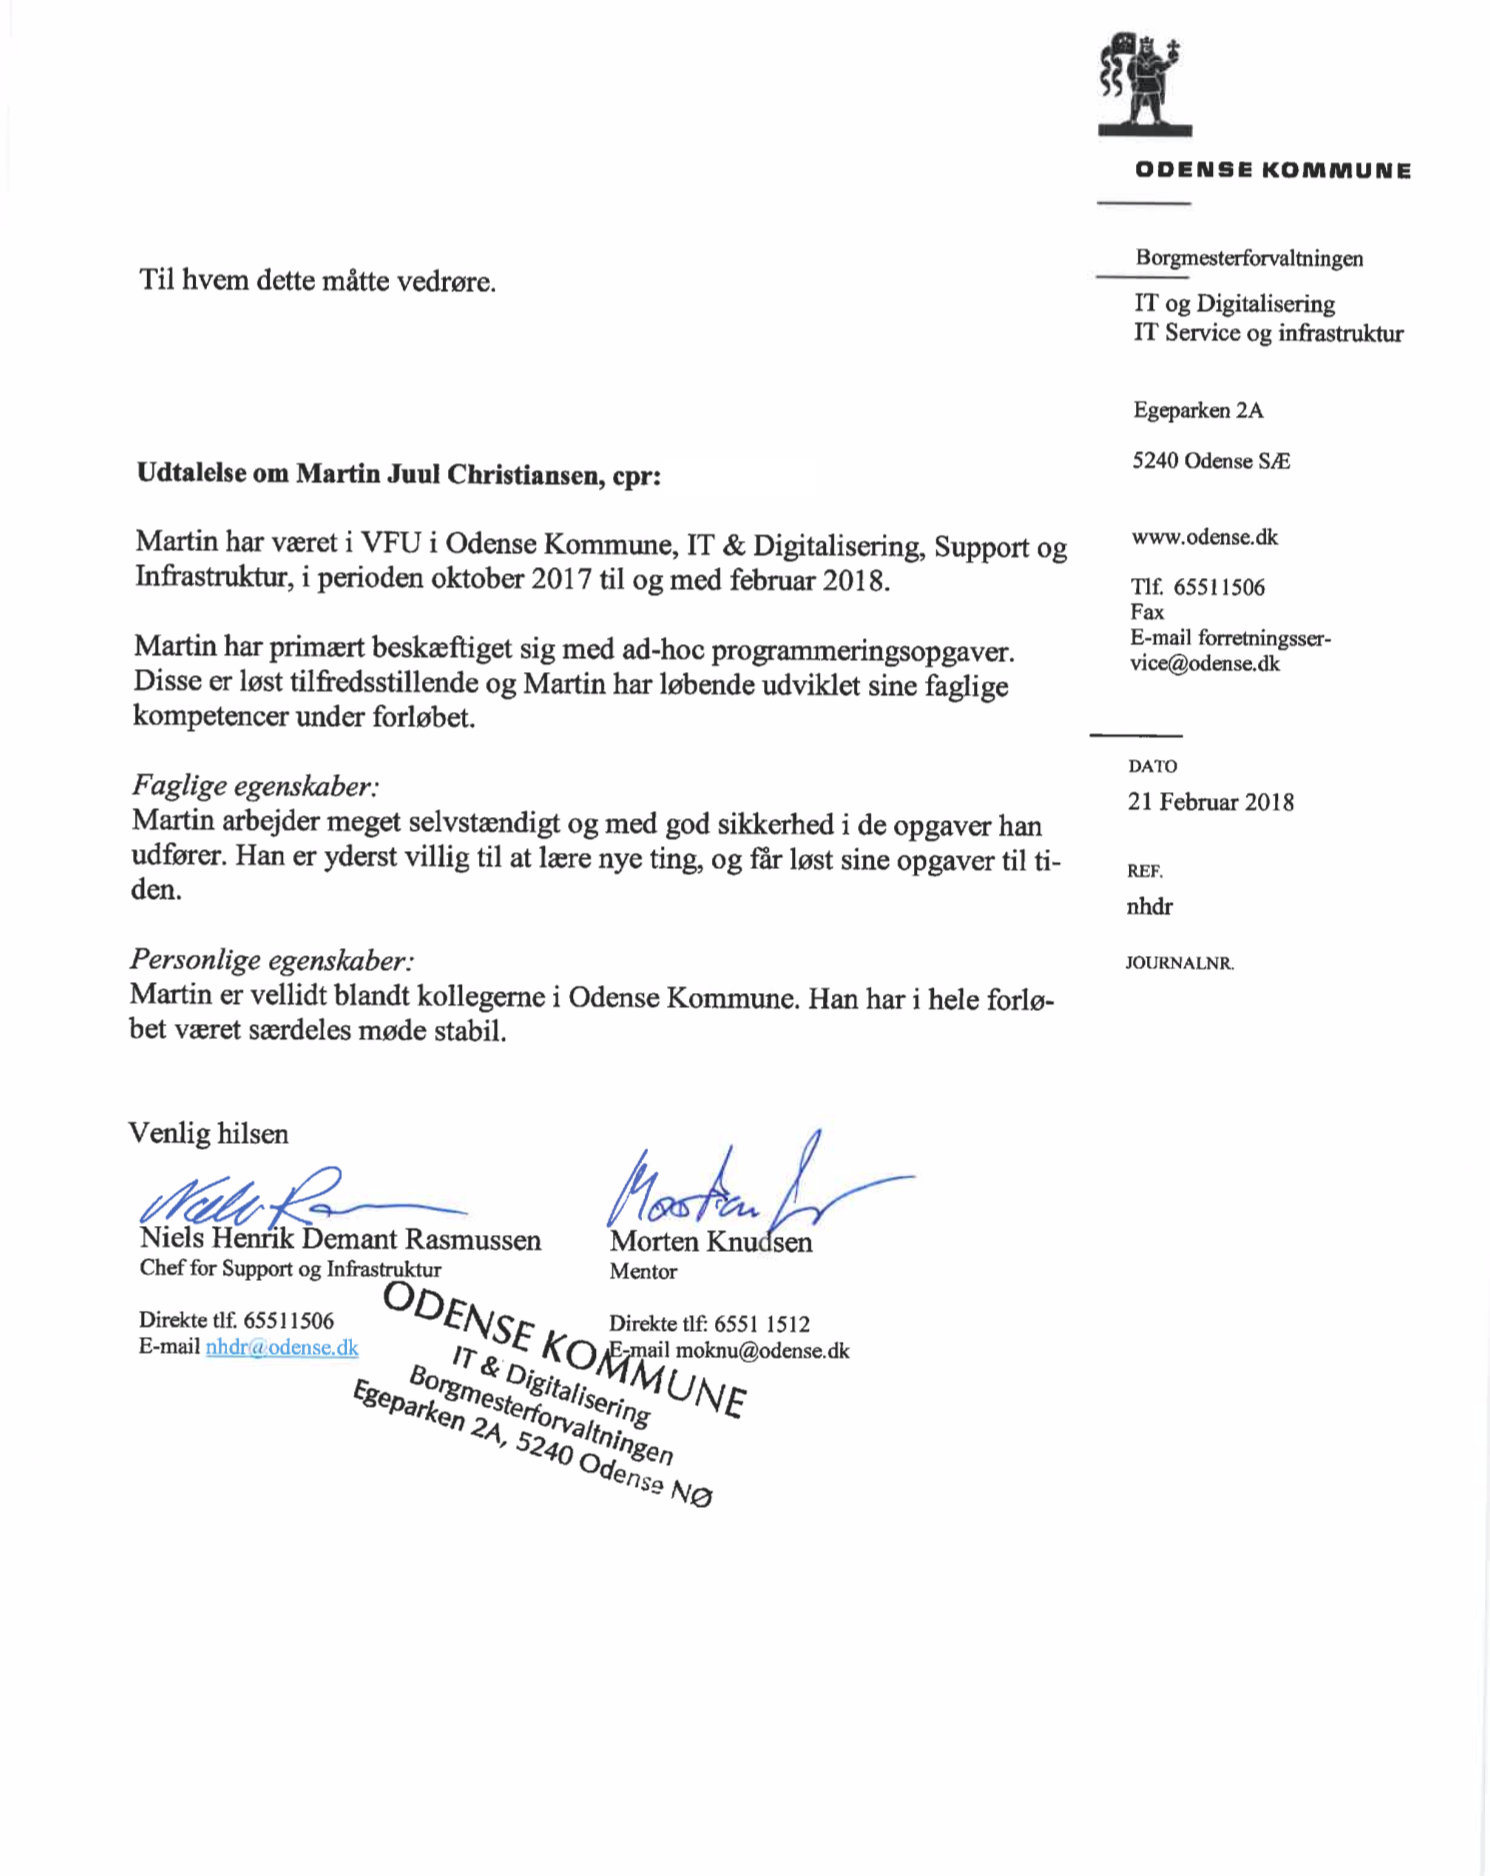 ODENSE KOMMUNE
Borgmesterforvaltningen
IT og Digitalisering
IT Service og infrastruktur
Egeparken 2A
5240 Odense SÆ
www.odense.dk
Tlf. 65511506
Fax
E-mail forretningsser-
vice@odense.dk
DATO
21 Februar 2018
REF.
nhdr
JOURNALNR.
Til hvem dette måtte vedrøre.
Udtalelse om Martin Juul Christiansen, cpr:
Martin har været i VFU i Odense Kommune, IT & Digitalisering, Support og
Infrastruktur, i perioden oktober 2017 til og med februar 2018.
Martin har primært beskæftiget sig med ad-hoc programmeringsopgaver.
Disse er løst tilfredsstillende og Martin har løbende udviklet sine faglige
kompetencer under forløbet.
Faglige egenskaber:
Martin arbejder meget selvstændigt og med god sikkerhed i de opgaver han
udfører. Han er yderst villig til at lære nye ting, og får løst sine opgaver til ti-
den.
Personlige egenskaber:
Martin er vellidt blandt kollegerne i Odense Kommune. Han har i hele forlø-
bet været særdeles møde stabil.
Venlig hilsen
Niels Henrik Demant Rasmussen
Chef for Support og Infrastruktur
Direkte tlf. 65511506
E-mail nhdr@odense.dk
Morten Knudsen
Mentor
Direkte tlf: 6551 1512
E-mail moknu@odense.dk
ODENSE KOMMUNE
IT & Digitalisering
Borgmesterforvaltningen
Egeparken 2A, 5240 Odense NØ